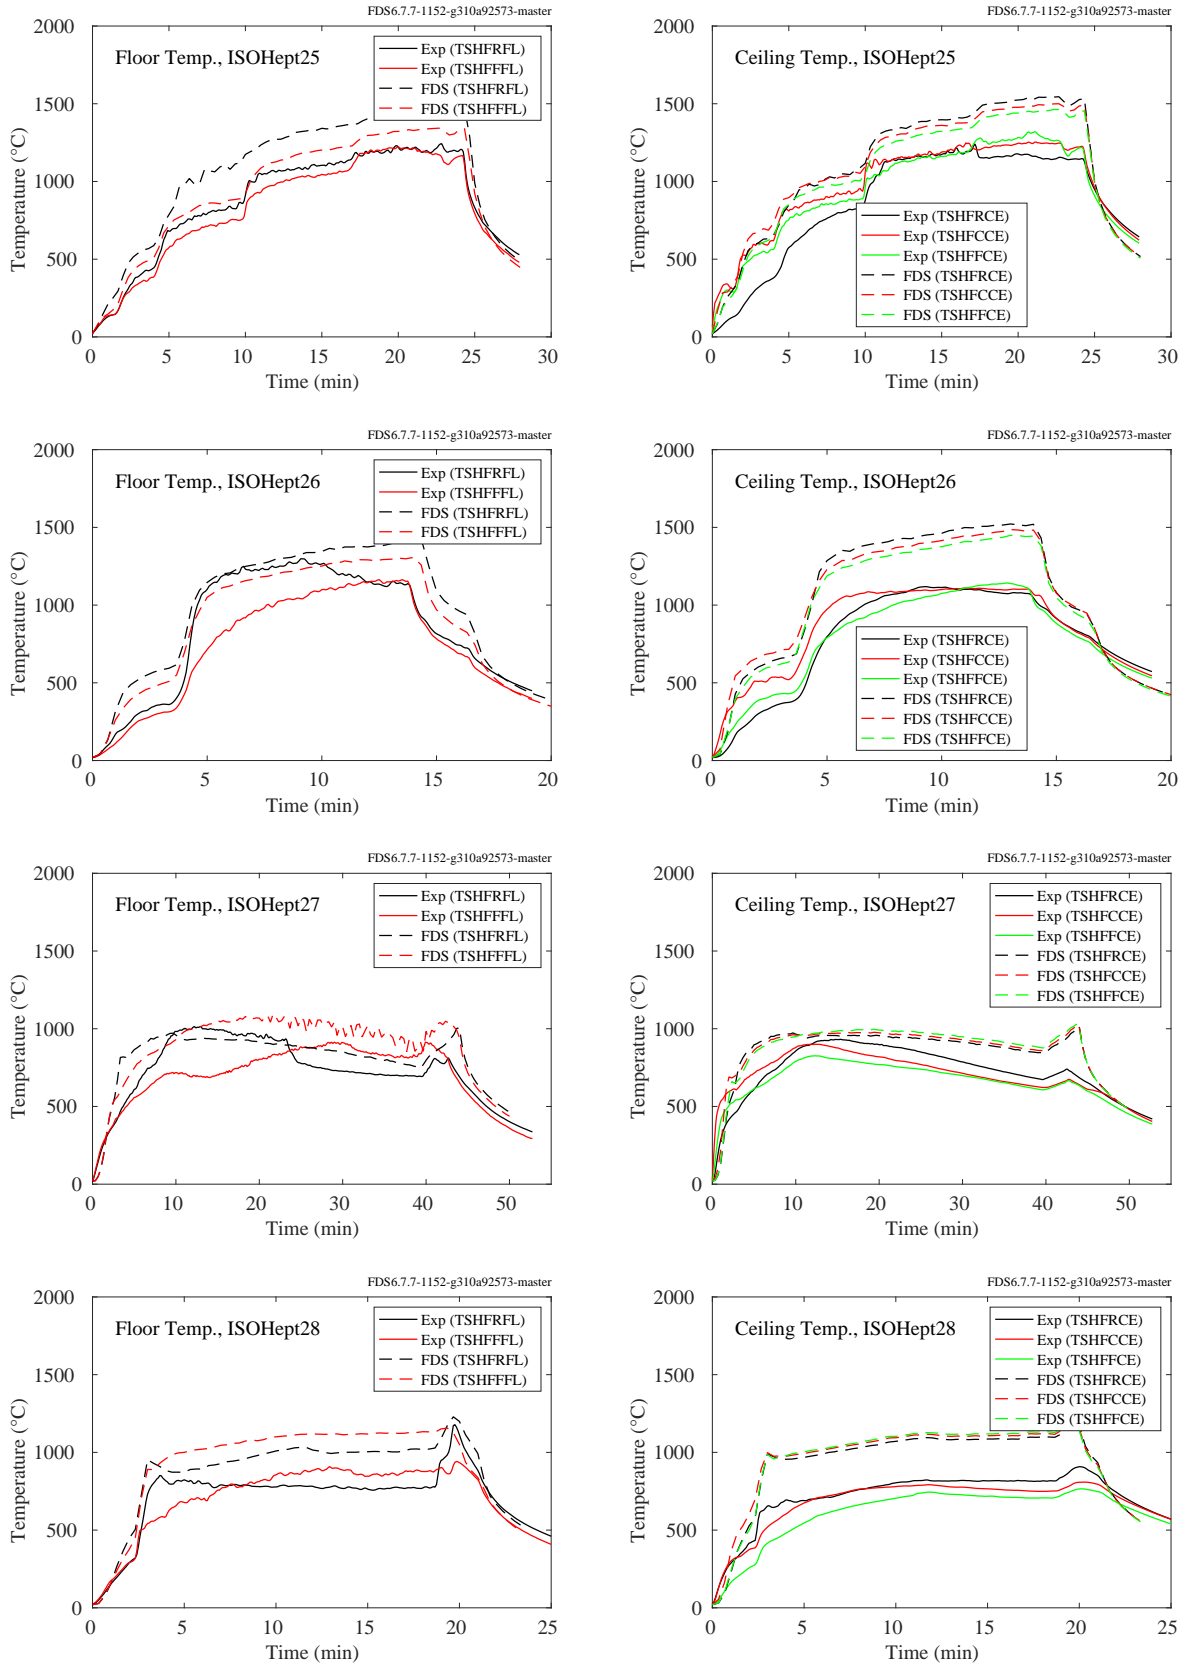 FDS6.7.7-1152-g310a92573-master
Floor Temp., ISOHept25
Exp (TSHFRFL)
Exp (TSHFFFL)
FDS (TSHFRFL)
FDS (TSHFFFL)
Temperature (°C)
2000
1500
1000
500
0
0 5 10 15 20 25 30
Time (min)
FDS6.7.7-1152-g310a92573-master
Ceiling Temp., ISOHept25
Exp (TSHFRCE)
Exp (TSHFCCE)
Exp (TSHFFCE)
FDS (TSHFRCE)
FDS (TSHFCCE)
FDS (TSHFFCE)
Temperature (°C)
2000
1500
1000
500
0
0 5 10 15 20 25 30
Time (min)
FDS6.7.7-1152-g310a92573-master
Floor Temp., ISOHept26
Exp (TSHFRFL)
Exp (TSHFFFL)
FDS (TSHFRFL)
FDS (TSHFFFL)
Temperature (°C)
2000
1500
1000
500
0
0 5 10 15 20
Time (min)
FDS6.7.7-1152-g310a92573-master
Ceiling Temp., ISOHept26
Exp (TSHFRCE)
Exp (TSHFCCE)
Exp (TSHFFCE)
FDS (TSHFRCE)
FDS (TSHFCCE)
FDS (TSHFFCE)
Temperature (°C)
2000
1500
1000
500
0
0 5 10 15 20
Time (min)
FDS6.7.7-1152-g310a92573-master
Floor Temp., ISOHept27
Exp (TSHFRFL)
Exp (TSHFFFL)
FDS (TSHFRFL)
FDS (TSHFFFL)
Temperature (°C)
2000
1500
1000
500
0
0 10 20 30 40 50
Time (min)
FDS6.7.7-1152-g310a92573-master
Ceiling Temp., ISOHept27
Exp (TSHFRCE)
Exp (TSHFCCE)
Exp (TSHFFCE)
FDS (TSHFRCE)
FDS (TSHFCCE)
FDS (TSHFFCE)
Temperature (°C)
2000
1500
1000
500
0
0 10 20 30 40 50
Time (min)
FDS6.7.7-1152-g310a92573-master
Floor Temp., ISOHept28
Exp (TSHFRFL)
Exp (TSHFFFL)
FDS (TSHFRFL)
FDS (TSHFFFL)
Temperature (°C)
2000
1500
1000
500
0
0 5 10 15 20 25
Time (min)
FDS6.7.7-1152-g310a92573-master
Ceiling Temp., ISOHept28
Exp (TSHFRCE)
Exp (TSHFCCE)
Exp (TSHFFCE)
FDS (TSHFRCE)
FDS (TSHFCCE)
FDS (TSHFFCE)
Temperature (°C)
2000
1500
1000
500
0
0 5 10 15 20 25
Time (min)